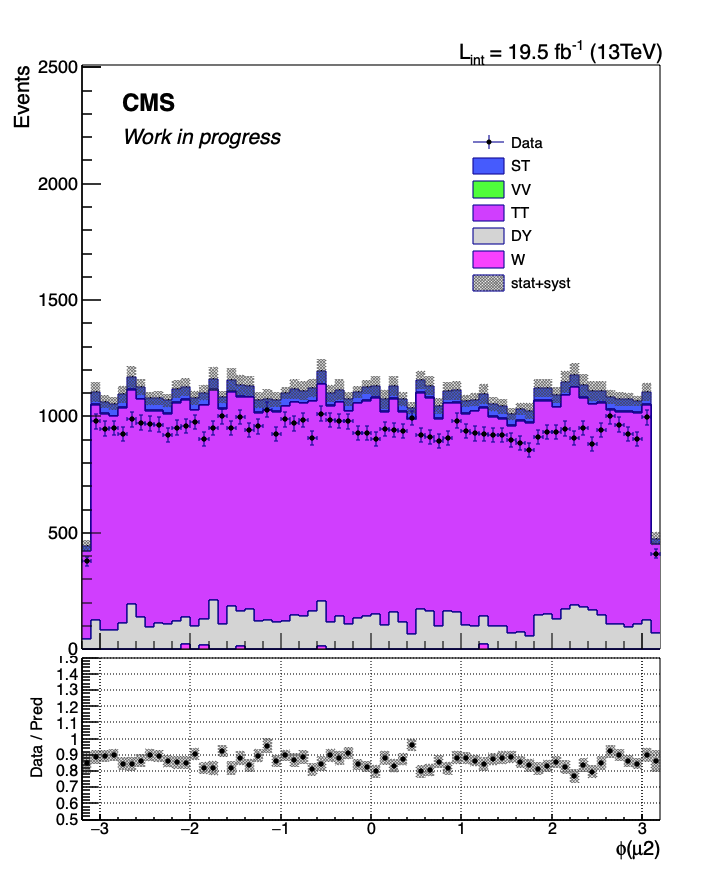 L_int = 19.5 fb⁻¹ (13TeV)
Events
2500
CMS
Work in progress
Data
2000
ST
VV
TT
DY
W
1500
stat+syst
1000
500
0
1.5
1.4
1.3
1.2
1.1
1
0.9
0.8
0.7
0.6
0.5
Data / Pred
−3 −2 −1 0 1 2 3
ϕ(μ2)